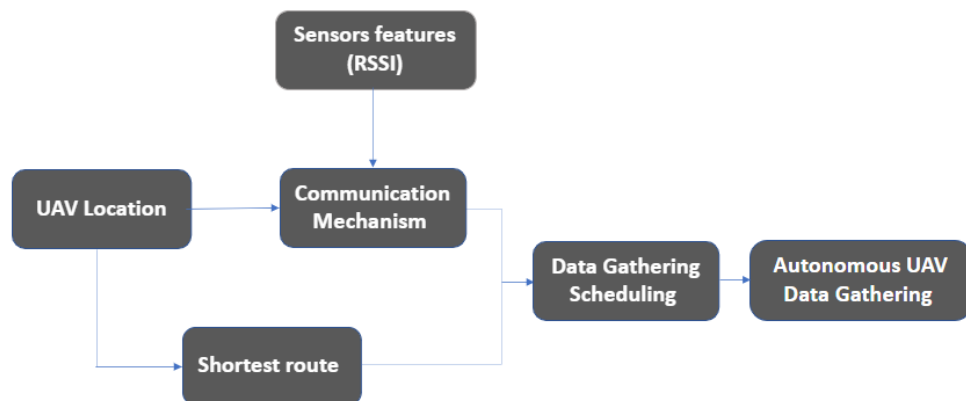 Sensors features
(RSSI)
UAV Location
Communication
Mechanism
Data Gathering
Scheduling
Autonomous UAV
Data Gathering
Shortest route